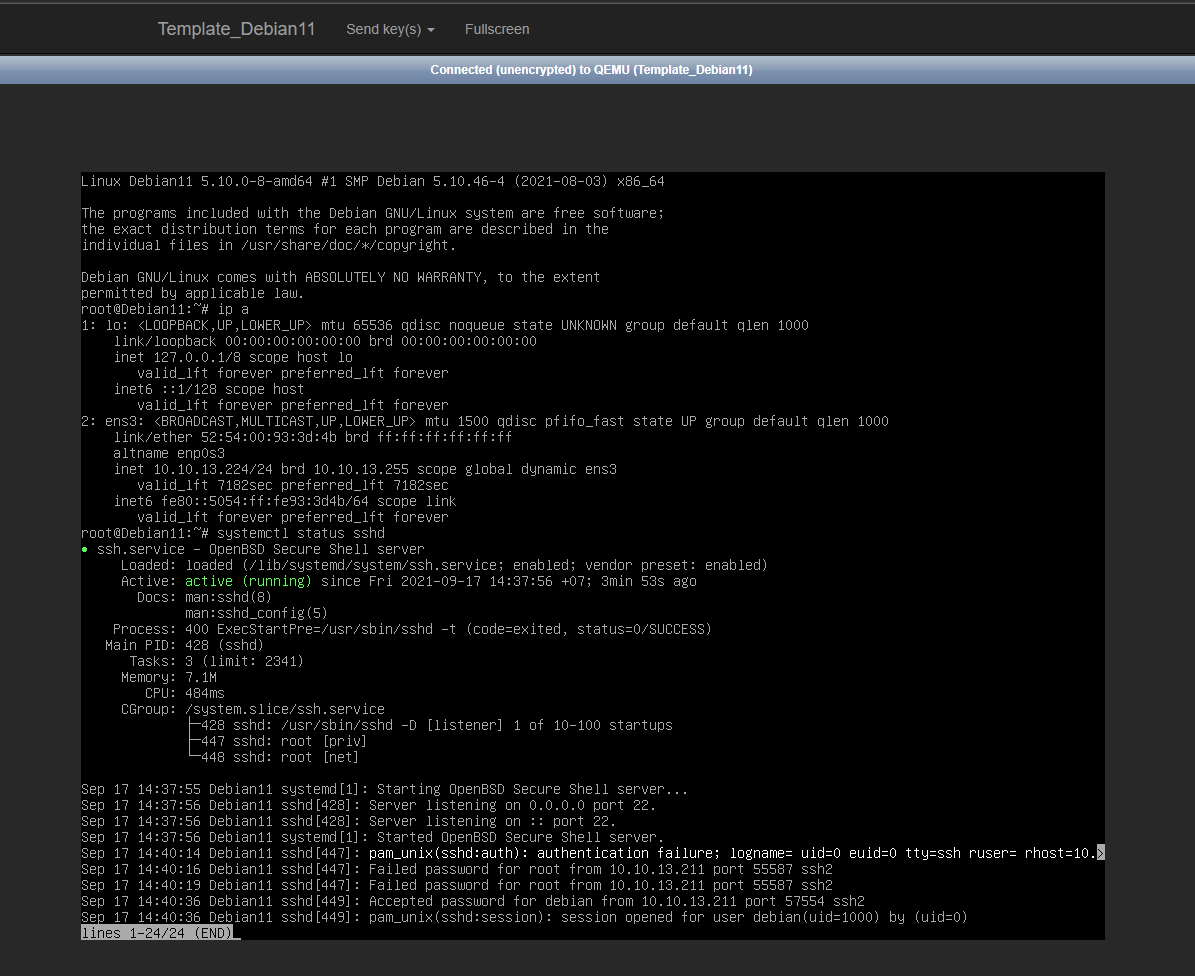 Template_Debian11 Send key(s) Fullscreen
Connected (unencrypted) to QEMU (Template_Debian11)
Linux Debian11 5.10.0-8-amd64 #1 SMP Debian 5.10.46-4 (2021-08-03) x86_64
The programs included with the Debian GNU/Linux system are free software;
the exact distribution terms for each program are described in the
individual files in /usr/share/doc/*/copyright.
Debian GNU/Linux comes with ABSOLUTELY NO WARRANTY, to the extent
permitted by applicable law.
root@Debian11:~# ip a
1: lo: <LOOPBACK,UP,LOWER_UP> mtu 65536 qdisc noqueue state UNKNOWN group default qlen 1000
    link/loopback 00:00:00:00:00:00 brd 00:00:00:00:00:00
    inet 127.0.0.1/8 scope host lo
       valid_lft forever preferred_lft forever
    inet6 ::1/128 scope host
       valid_lft forever preferred_lft forever
2: ens3: <BROADCAST,MULTICAST,UP,LOWER_UP> mtu 1500 qdisc pfifo_fast state UP group default qlen 1000
    link/ether 52:54:00:93:3d:4b brd ff:ff:ff:ff:ff:ff
    altname enp0s3
    inet 10.10.13.224/24 brd 10.10.13.255 scope global dynamic ens3
       valid_lft 7182sec preferred_lft 7182sec
    inet6 fe80::5054:ff:fe93:3d4b/64 scope link
       valid_lft forever preferred_lft forever
root@Debian11:~# systemctl status sshd
● ssh.service - OpenBSD Secure Shell server
     Loaded: loaded (/lib/systemd/system/ssh.service; enabled; vendor preset: enabled)
     Active: active (running) since Fri 2021-09-17 14:37:56 +07; 3min 53s ago
       Docs: man:sshd(8)
             man:sshd_config(5)
    Process: 400 ExecStartPre=/usr/sbin/sshd -t (code=exited, status=0/SUCCESS)
   Main PID: 428 (sshd)
      Tasks: 3 (limit: 2341)
     Memory: 7.1M
        CPU: 484ms
     CGroup: /system.slice/ssh.service
             ├─428 sshd: /usr/sbin/sshd -D [listener] 1 of 10-100 startups
             ├─447 sshd: root [priv]
             └─448 sshd: root [net]
Sep 17 14:37:55 Debian11 systemd[1]: Starting OpenBSD Secure Shell server...
Sep 17 14:37:56 Debian11 sshd[428]: Server listening on 0.0.0.0 port 22.
Sep 17 14:37:56 Debian11 sshd[428]: Server listening on :: port 22.
Sep 17 14:37:56 Debian11 systemd[1]: Started OpenBSD Secure Shell server.
Sep 17 14:40:14 Debian11 sshd[447]: pam_unix(sshd:auth): authentication failure; logname= uid=0 euid=0 tty=ssh ruser= rhost=10.>
Sep 17 14:40:16 Debian11 sshd[447]: Failed password for root from 10.10.13.211 port 55587 ssh2
Sep 17 14:40:19 Debian11 sshd[447]: Failed password for root from 10.10.13.211 port 55587 ssh2
Sep 17 14:40:36 Debian11 sshd[449]: Accepted password for debian from 10.10.13.211 port 57554 ssh2
Sep 17 14:40:36 Debian11 sshd[449]: pam_unix(sshd:session): session opened for user debian(uid=1000) by (uid=0)
lines 1-24/24 (END)